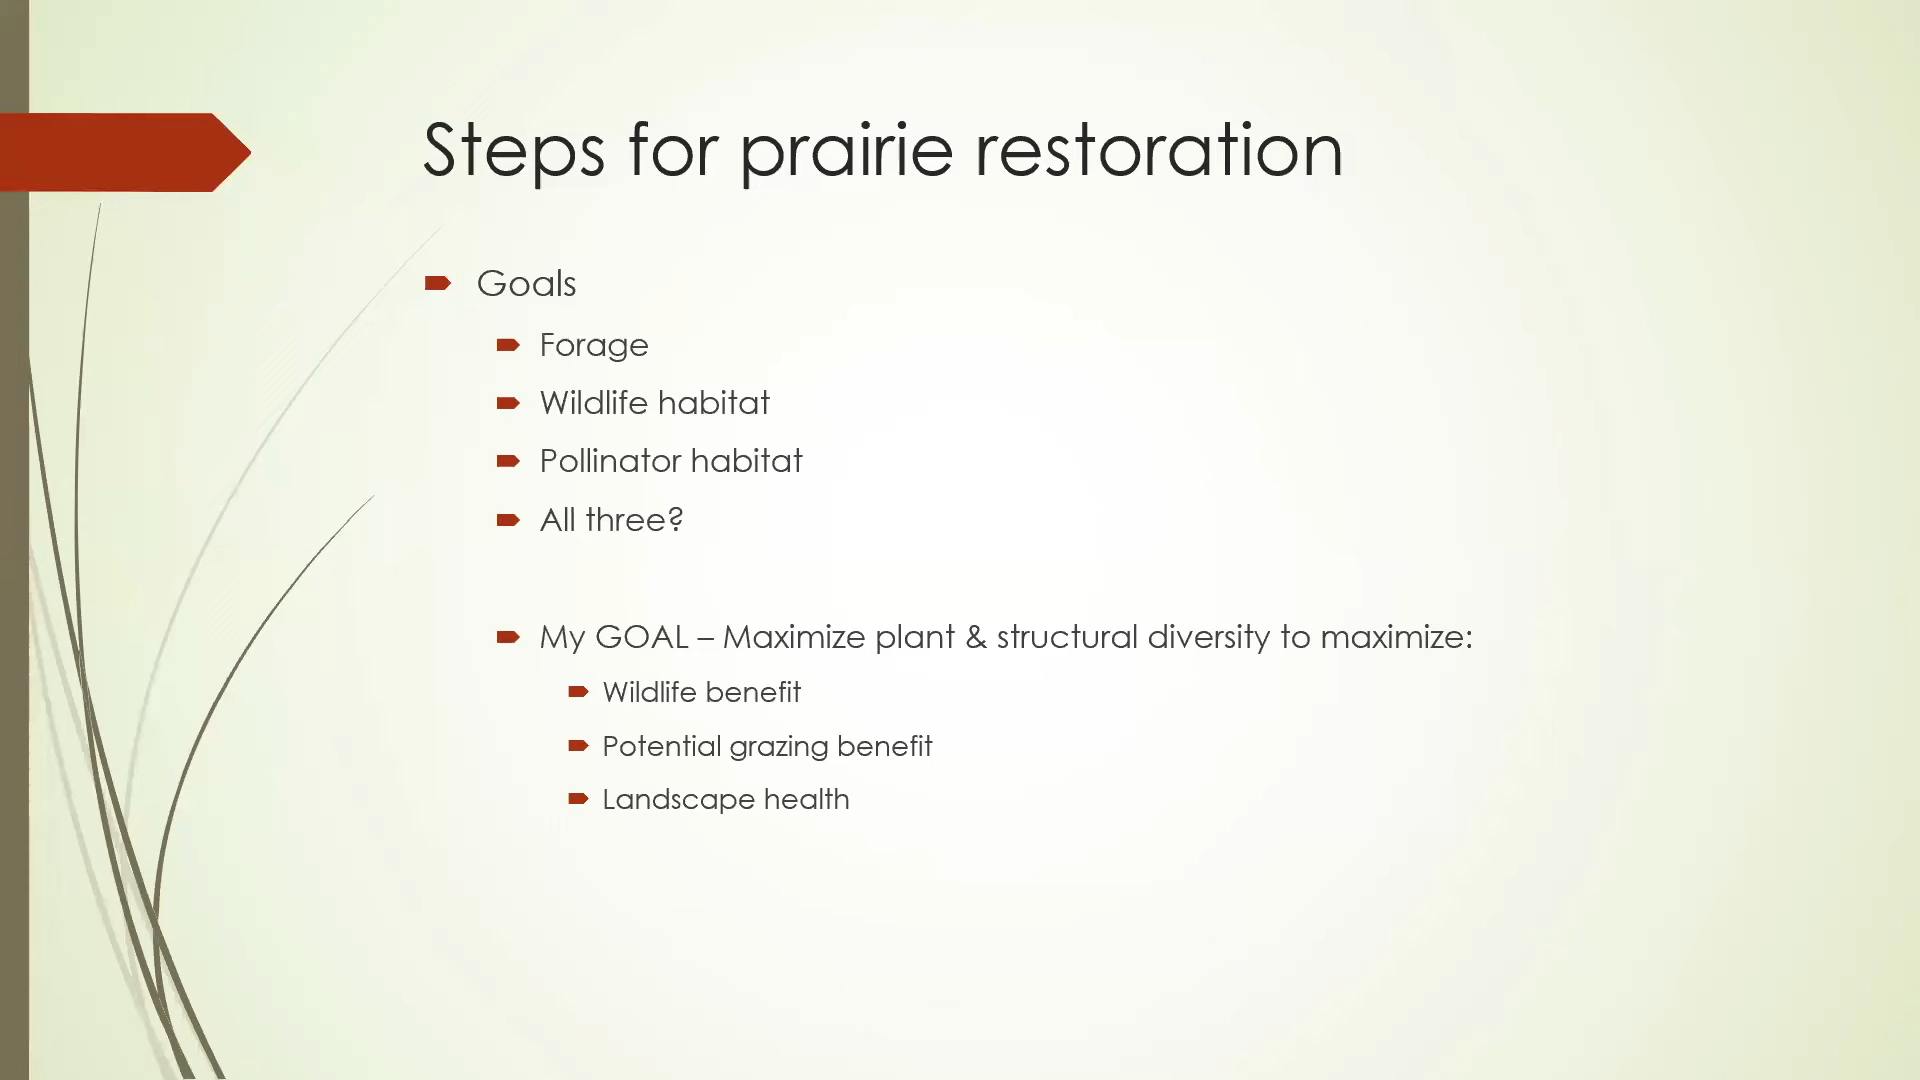 Steps for prairie restoration
Goals
Forage
Wildlife habitat
Pollinator habitat
All three?
My GOAL – Maximize plant & structural diversity to maximize:
Wildlife benefit
Potential grazing benefit
Landscape health